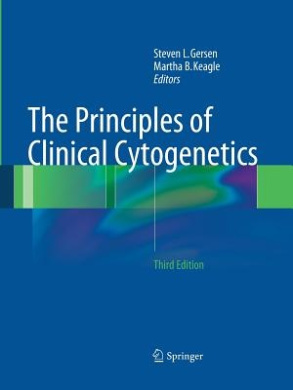 Steven L. Gersen
Martha B. Keagle
Editors
The Principles of
Clinical Cytogenetics
Third Edition
Springer